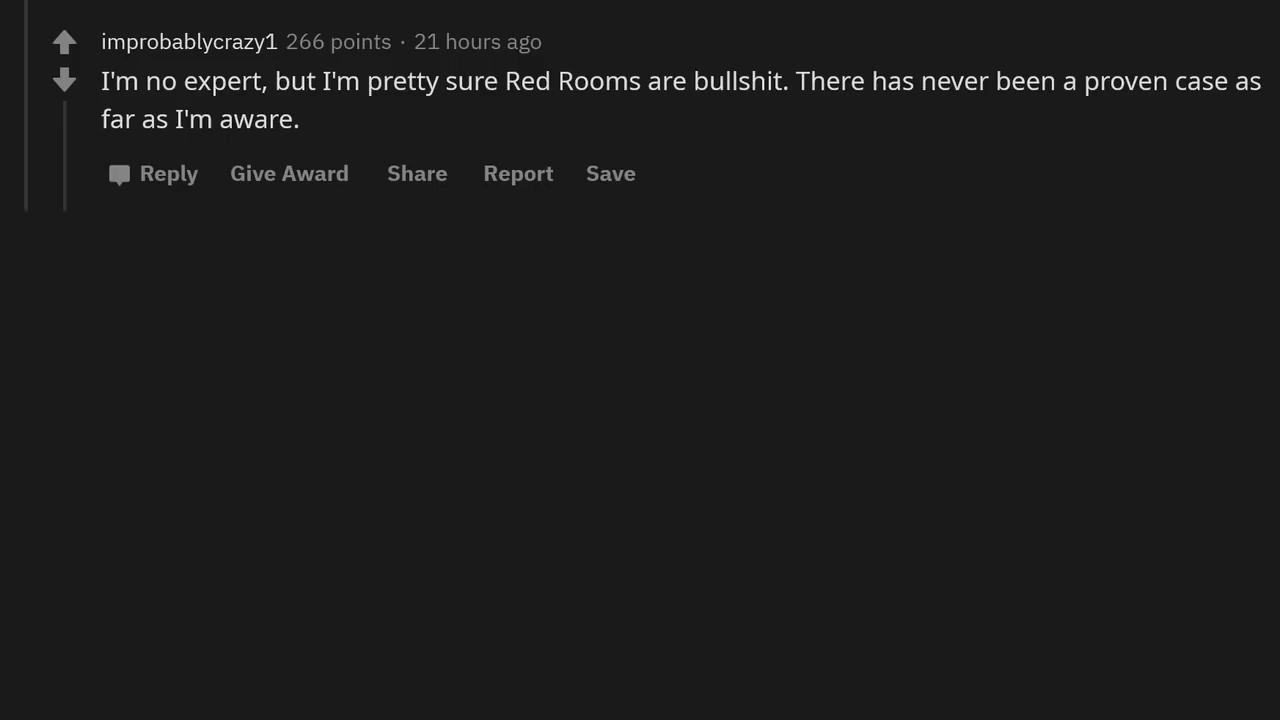 improbablycrazy1 266 points · 21 hours ago
I'm no expert, but I'm pretty sure Red Rooms are bullshit. There has never been a proven case as
far as I'm aware.
Reply Give Award Share Report Save